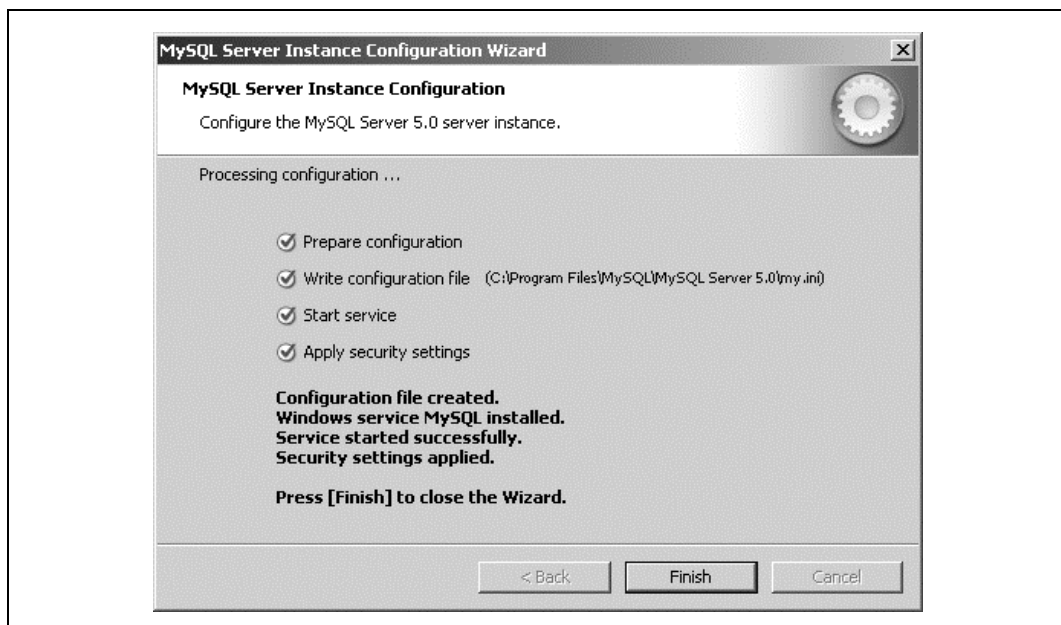 MySQL Server Instance Configuration Wizard
MySQL Server Instance Configuration
Configure the MySQL Server 5.0 server instance.
Processing configuration ...
Prepare configuration
Write configuration file (C:\Program Files\MySQL\MySQL Server 5.0\my.ini)
Start service
Apply security settings
Configuration file created.
Windows service MySQL installed.
Service started successfully.
Security settings applied.
Press [Finish] to close the Wizard.
< Back Finish Cancel